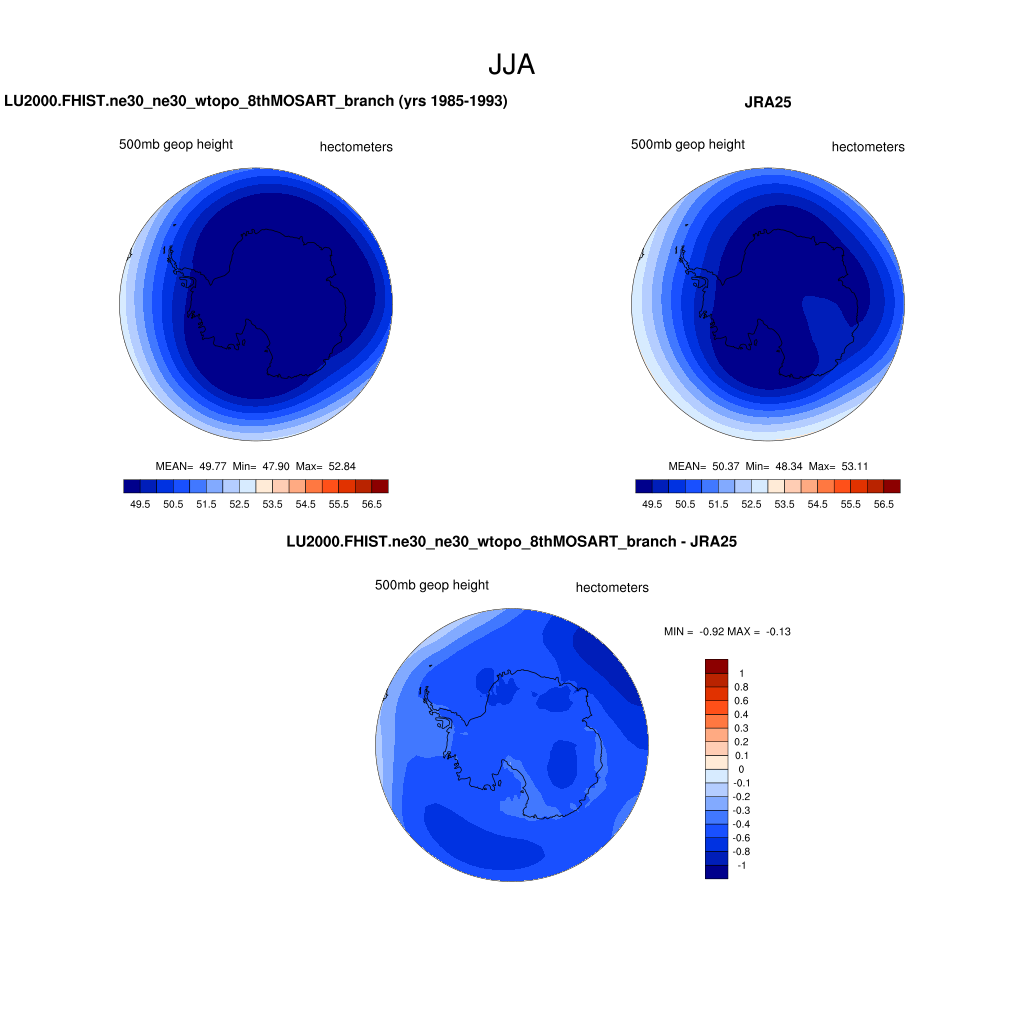 JJA
LU2000.FHIST.ne30_ne30_wtopo_8thMOSART_branch (yrs 1985-1993)
JRA25
500mb geop height hectometers
500mb geop height hectometers
MEAN= 49.77 Min= 47.90 Max= 52.84
MEAN= 50.37 Min= 48.34 Max= 53.11
49.5 50.5 51.5 52.5 53.5 54.5 55.5 56.5
49.5 50.5 51.5 52.5 53.5 54.5 55.5 56.5
LU2000.FHIST.ne30_ne30_wtopo_8thMOSART_branch - JRA25
500mb geop height hectometers
MIN = -0.92 MAX = -0.13
1
0.8
0.6
0.4
0.3
0.2
0.1
0
-0.1
-0.2
-0.3
-0.4
-0.6
-0.8
-1